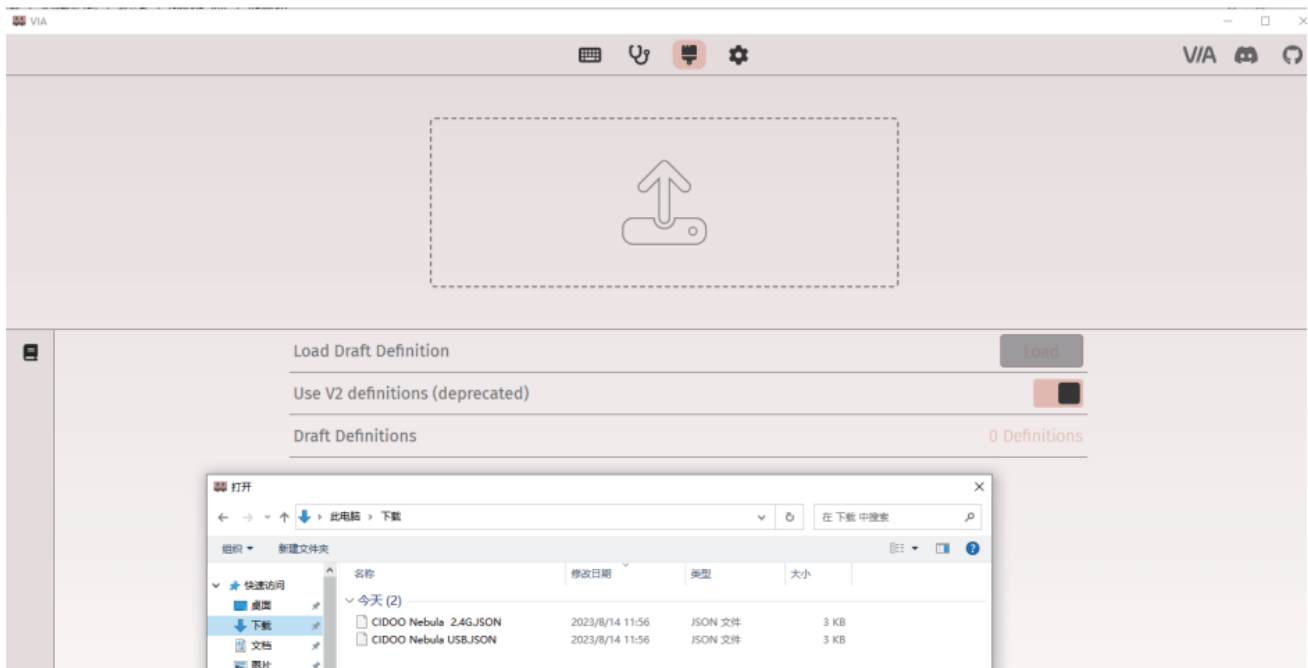 VIA
VIA
Load Draft Definition
Load
Use V2 definitions (deprecated)
Draft Definitions
0 Definitions
打开
此电脑 › 下载
在 下载 中搜索
组织
新建文件夹
名称
修改日期
类型
大小
快速访问
今天 (2)
桌面
下载
CIDOO Nebula 2.4G.JSON 2023/8/14 11:56 JSON 文件 3 KB
文档
CIDOO Nebula USB.JSON 2023/8/14 11:56 JSON 文件 3 KB
图片